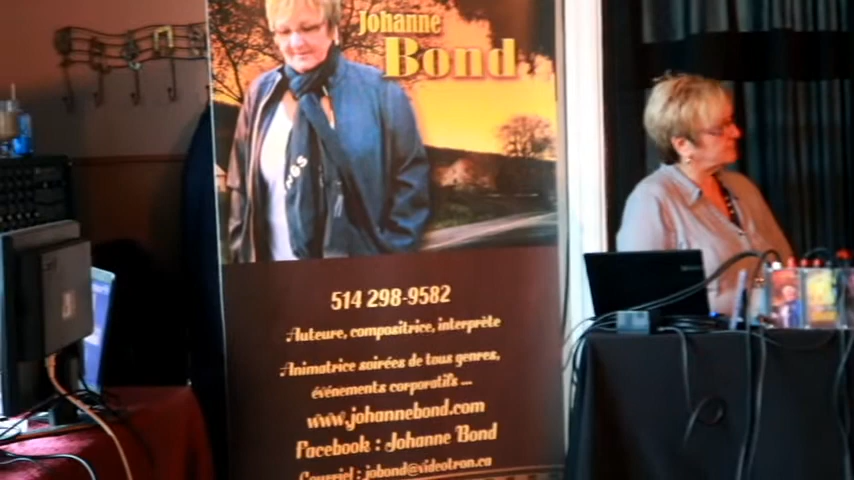 Johanne
Bond
514 298-9582
Auteure, compositrice, interprète
Animatrice soirées de tous genres,
événements corporatifs ...
www.johannebond.com
Facebook : Johanne Bond
Courriel : jobond@videotron.ca